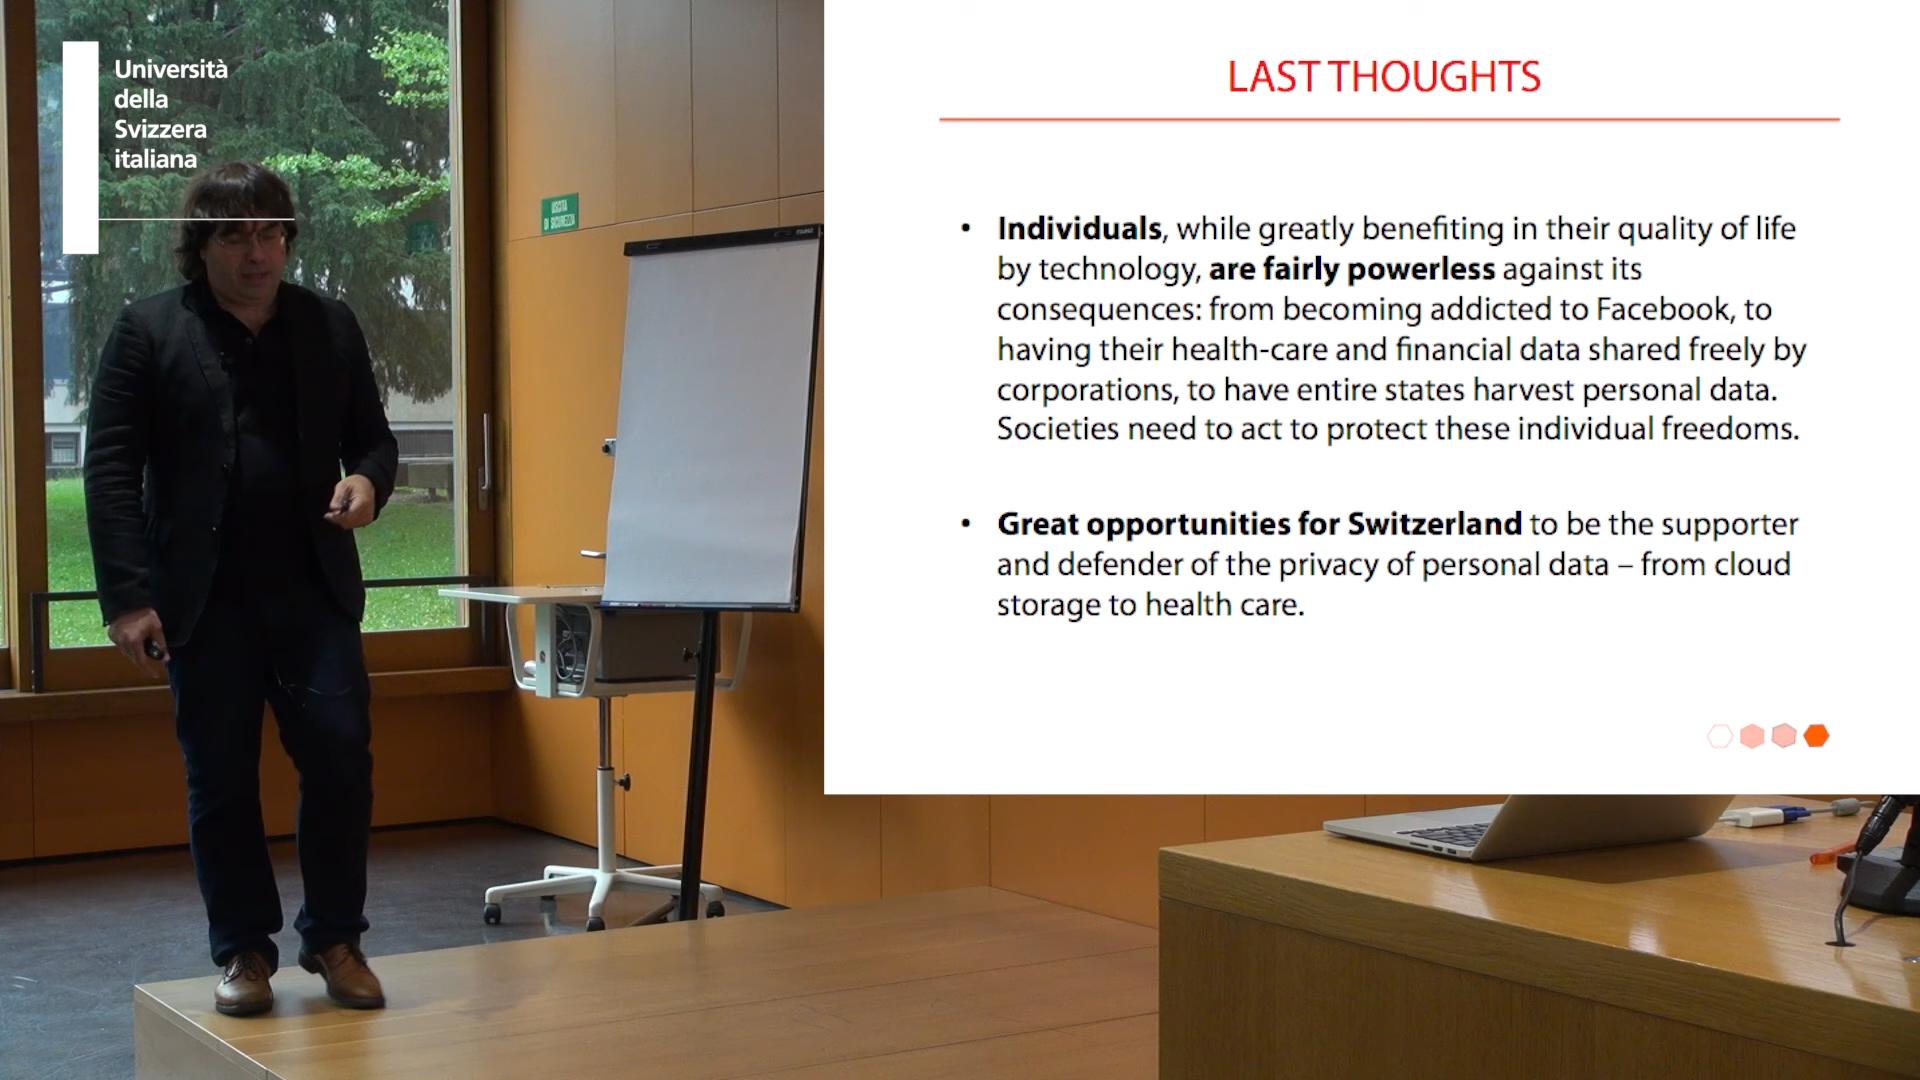 Università
della
Svizzera
italiana
USCITA
DI SICUREZZA
LAST THOUGHTS
• Individuals, while greatly benefiting in their quality of life
by technology, are fairly powerless against its
consequences: from becoming addicted to Facebook, to
having their health-care and financial data shared freely by
corporations, to have entire states harvest personal data.
Societies need to act to protect these individual freedoms.
• Great opportunities for Switzerland to be the supporter
and defender of the privacy of personal data – from cloud
storage to health care.